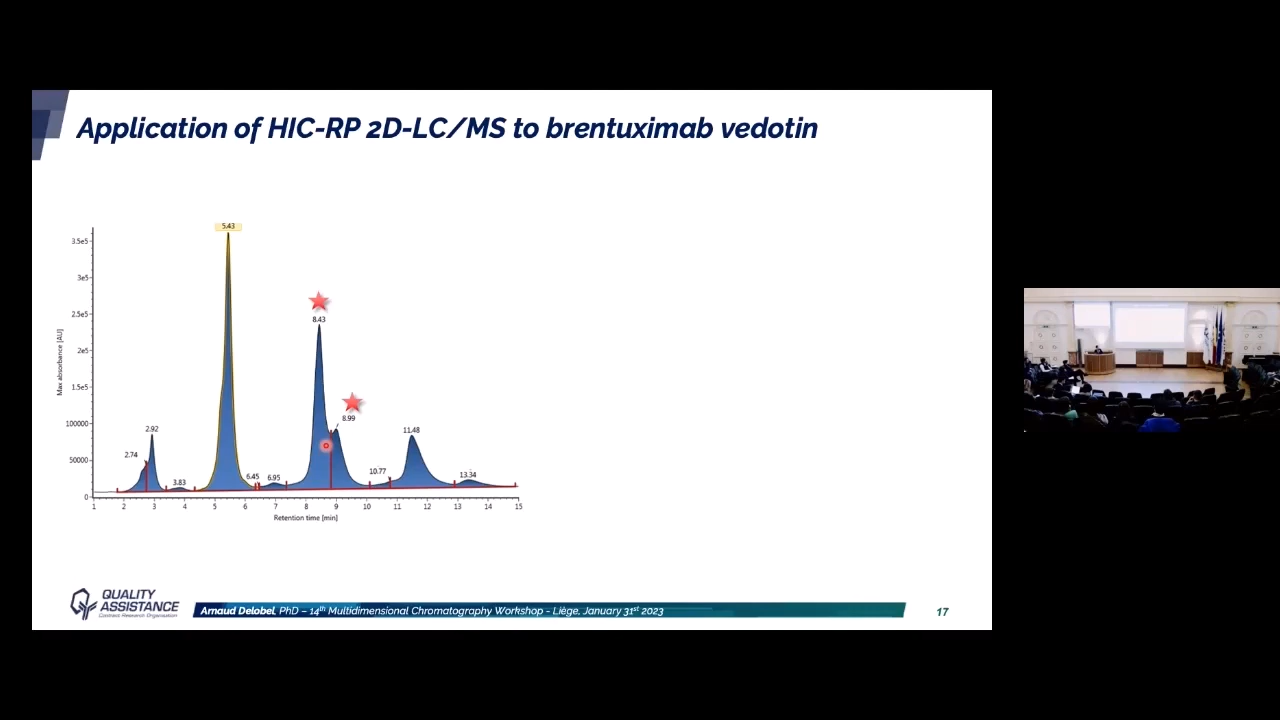 Application of HIC-RP 2D-LC/MS to brentuximab vedotin
5.43
3.5e5
3e5
8.43
2.5e5
2e5
Max absorbance [AU]
1.5e5
8.99
100000
2.92
11.48
2.74
50000
3.83
6.45
6.95
10.77
13.34
0
1 2 3 4 5 6 7 8 9 10 11 12 13 14 15
Retention time [min]
QUALITY
ASSISTANCE
Contract Research Organisation
Arnaud Delobel, PhD – 14th Multidimensional Chromatography Workshop - Liège, January 31st 2023
17